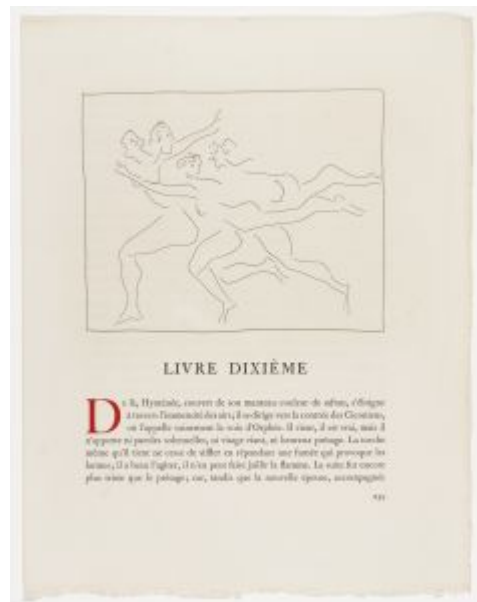 LIVRE DIXIÈME
De là, Hyménée, couvert de son manteau couleur de safran, s'éloigne
à travers l'immensité des airs; il se dirige vers la contrée des Cicones,
où l'appelle vainement la voix d'Orphée. Il vient, il est vrai, mais il
n'apporte ni paroles solennelles, ni visage riant, ni heureux présage. La torche
même qu'il tient ne cesse de siffler en répandant une fumée qui provoque les
larmes; il a beau l'agiter, il n'en peut faire jaillir la flamme. La suite fut encore
plus triste que le présage; car, tandis que la nouvelle épouse, accompagnée